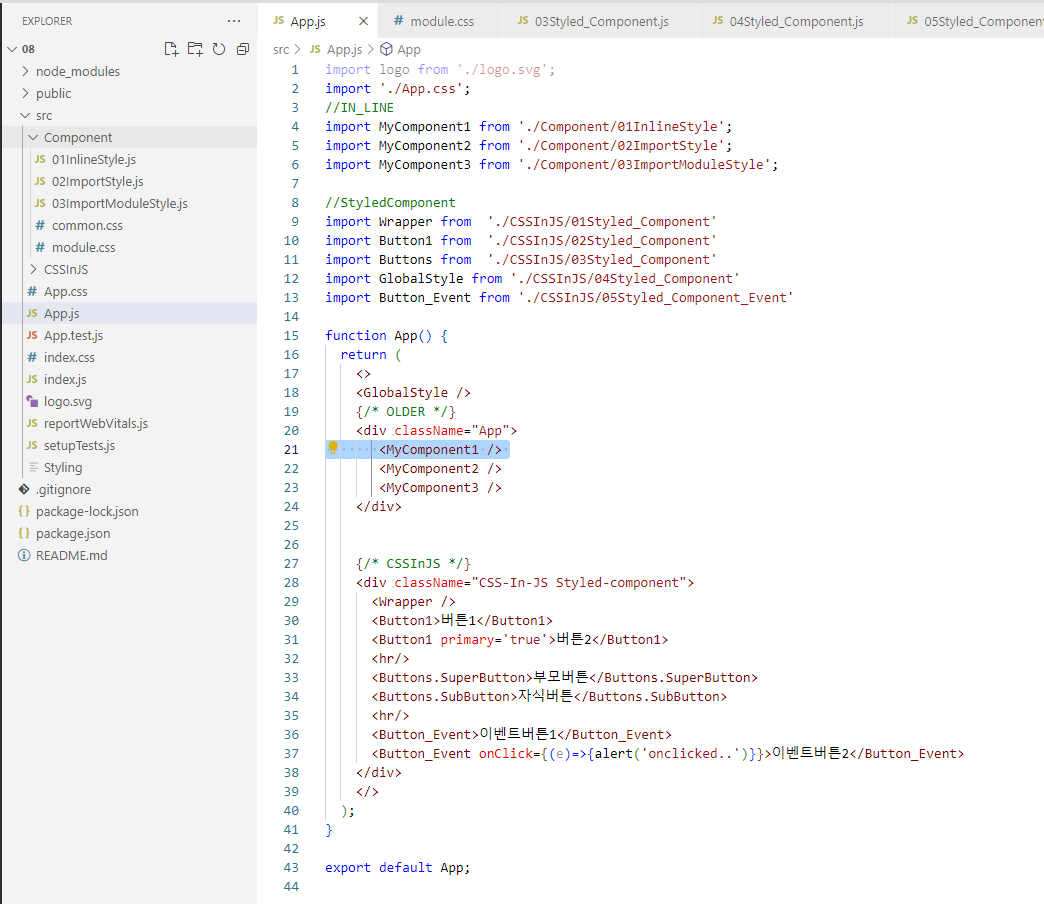 EXPLORER
08
node_modules
public
src
Component
JS 01InlineStyle.js
JS 02ImportStyle.js
JS 03ImportModuleStyle.js
# common.css
# module.css
CSSInJS
# App.css
JS App.js
JS App.test.js
# index.css
JS index.js
logo.svg
JS reportWebVitals.js
JS setupTests.js
Styling
.gitignore
{} package-lock.json
{} package.json
README.md
JS App.js
# module.css
JS 03Styled_Component.js
JS 04Styled_Component.js
JS 05Styled_Component
src > JS App.js > App
1 import logo from './logo.svg';
2 import './App.css';
3 //IN_LINE
4 import MyComponent1 from './Component/01InlineStyle';
5 import MyComponent2 from './Component/02ImportStyle';
6 import MyComponent3 from './Component/03ImportModuleStyle';
7
8 //StyledComponent
9 import Wrapper from  './CSSInJS/01Styled_Component'
10 import Button1 from  './CSSInJS/02Styled_Component'
11 import Buttons from  './CSSInJS/03Styled_Component'
12 import GlobalStyle from './CSSInJS/04Styled_Component'
13 import Button_Event from './CSSInJS/05Styled_Component_Event'
14
15 function App() {
16   return (
17     <>
18     <GlobalStyle />
19     {/* OLDER */}
20     <div className="App">
21        <MyComponent1 />
22        <MyComponent2 />
23        <MyComponent3 />
24     </div>
25
26
27     {/* CSSInJS */}
28     <div className="CSS-In-JS Styled-component">
29       <Wrapper />
30       <Button1>버튼1</Button1>
31       <Button1 primary='true'>버튼2</Button1>
32       <hr/>
33       <Buttons.SuperButton>부모버튼</Buttons.SuperButton>
34       <Buttons.SubButton>자식버튼</Buttons.SubButton>
35       <hr/>
36       <Button_Event>이벤트버튼1</Button_Event>
37       <Button_Event onClick={(e)=>{alert('onclicked..')}}>이벤트버튼2</Button_Event>
38     </div>
39     </>
40   );
41 }
42
43 export default App;
44